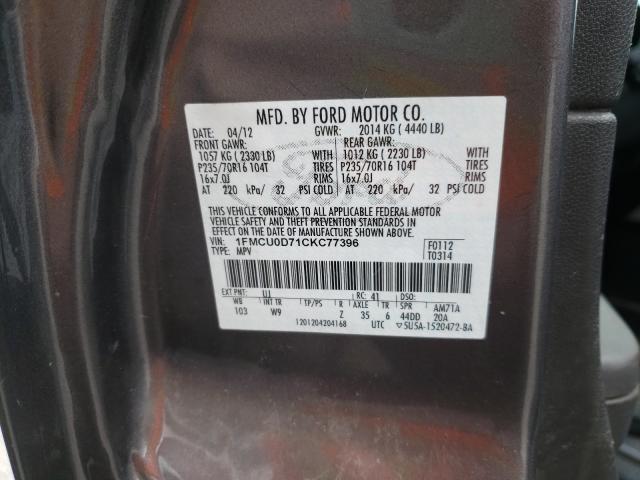 MFD. BY FORD MOTOR CO.
DATE: 04/12 GVWR: 2014 KG ( 4440 LB)
FRONT GAWR: REAR GAWR:
1057 KG ( 2330 LB) WITH 1012 KG ( 2230 LB) WITH
P235/70R16 104T TIRES P235/70R16 104T TIRES
16x7.0J RIMS 16x7.0J RIMS
AT 220 kPa/ 32 PSI COLD AT 220 kPa/ 32 PSI COLD
THIS VEHICLE CONFORMS TO ALL APPLICABLE FEDERAL MOTOR
VEHICLE SAFETY AND THEFT PREVENTION STANDARDS IN
EFFECT ON THE DATE OF MANUFACTURE SHOWN ABOVE.
VIN: 1FMCU0D71CKC77396 F0112
TYPE: MPV T0314
EXT PNT: UJ RC: 41 DSO:
WB INT TR TP/PS R AXLE TR SPR AM71A
103 W9 Z 35 6 44DD 20A
1201204204168 UTC ▽5U5A-1520472-BA